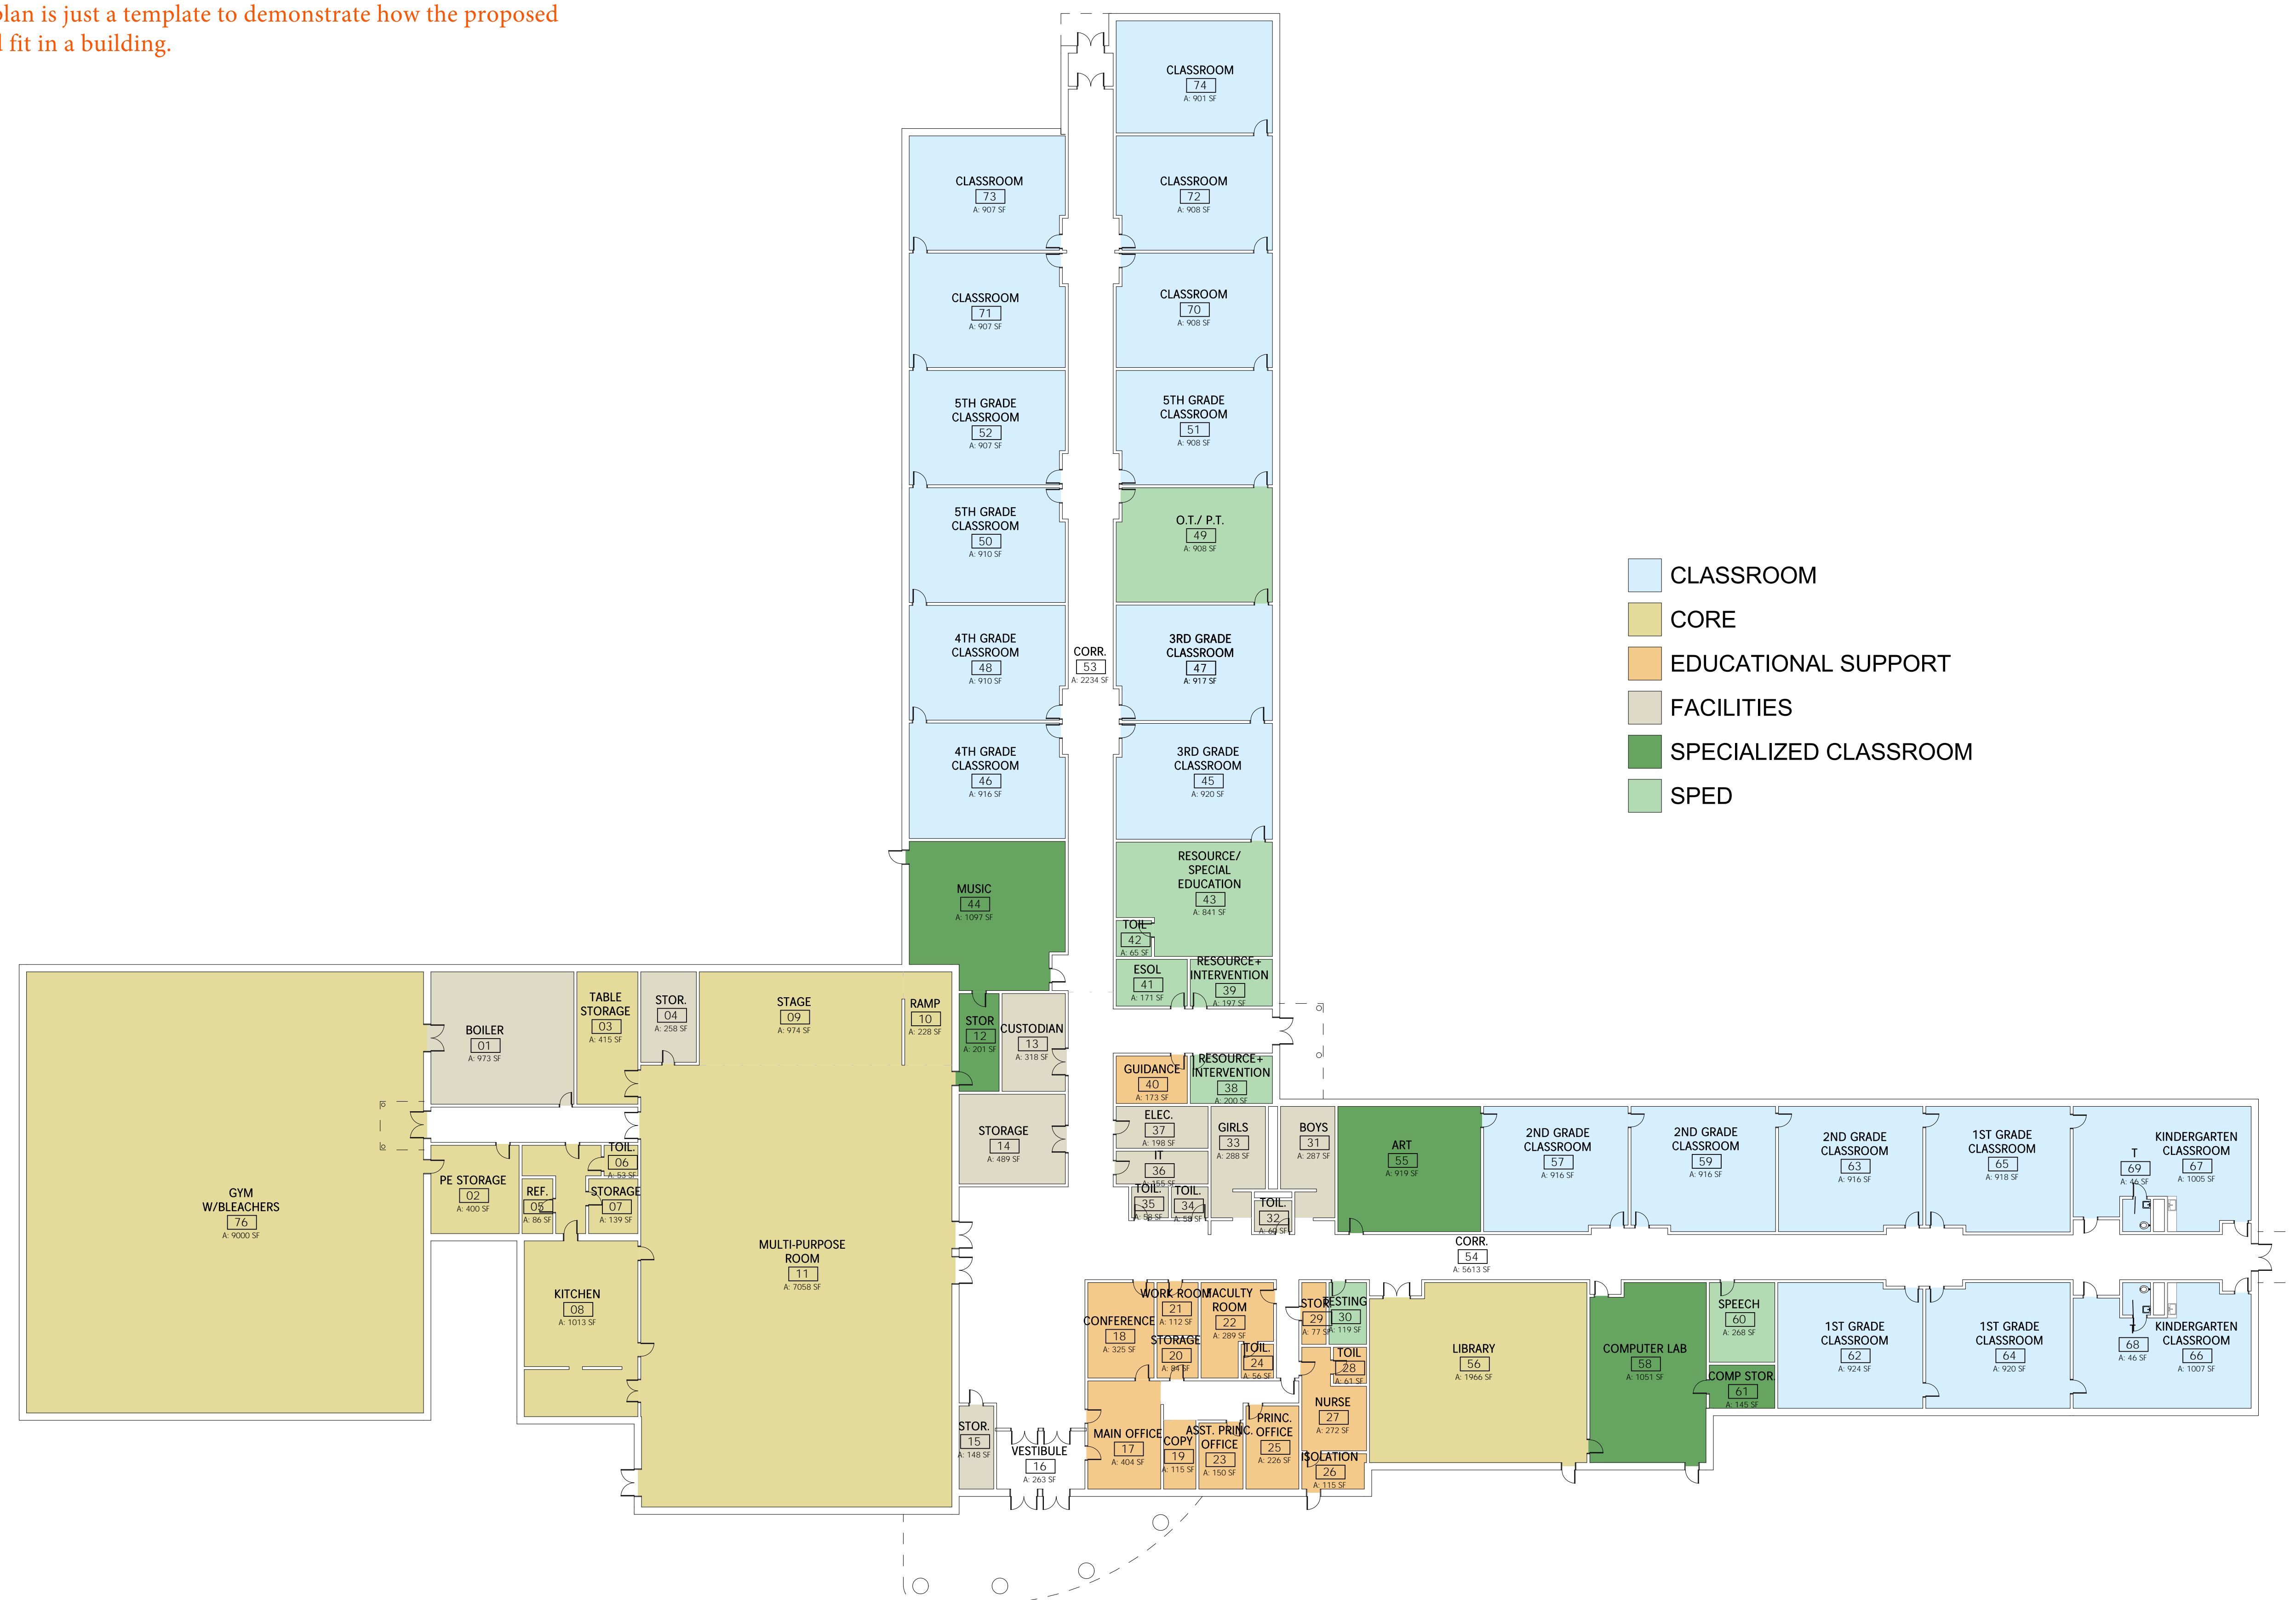 plan is just a template to demonstrate how the proposed
fit in a building.
CLASSROOM
74
A: 901 SF
CLASSROOM
73
A: 907 SF
CLASSROOM
72
A: 908 SF
CLASSROOM
71
A: 907 SF
CLASSROOM
70
A: 908 SF
5TH GRADE
CLASSROOM
52
A: 907 SF
5TH GRADE
CLASSROOM
51
A: 908 SF
5TH GRADE
CLASSROOM
50
A: 910 SF
O.T./ P.T.
49
A: 908 SF
4TH GRADE
CLASSROOM
48
A: 910 SF
CORR.
53
A: 2234 SF
3RD GRADE
CLASSROOM
47
A: 917 SF
4TH GRADE
CLASSROOM
46
A: 916 SF
3RD GRADE
CLASSROOM
45
A: 920 SF
CLASSROOM
CORE
EDUCATIONAL SUPPORT
FACILITIES
SPECIALIZED CLASSROOM
SPED
MUSIC
44
A: 1097 SF
RESOURCE/
SPECIAL
EDUCATION
43
A: 841 SF
TOIL
42
A: 65 SF
ESOL
41
A: 171 SF
RESOURCE+
INTERVENTION
39
A: 197 SF
GYM
W/BLEACHERS
76
A: 9000 SF
BOILER
01
A: 973 SF
TABLE
STORAGE
03
A: 415 SF
STOR.
04
A: 258 SF
STAGE
09
A: 974 SF
RAMP
10
A: 228 SF
STOR
12
A: 201 SF
CUSTODIAN
13
A: 318 SF
GUIDANCE
40
A: 173 SF
RESOURCE+
INTERVENTION
38
A: 200 SF
PE STORAGE
02
A: 400 SF
REF.
05
A: 86 SF
TOIL.
06
A: 53 SF
STORAGE
07
A: 139 SF
KITCHEN
08
A: 1013 SF
MULTI-PURPOSE
ROOM
11
A: 7058 SF
STORAGE
14
A: 489 SF
ELEC.
37
A: 198 SF
IT
36
A: 155 SF
TOIL.
35
A: 58 SF
TOIL.
34
A: 58 SF
GIRLS
33
A: 288 SF
BOYS
31
A: 287 SF
TOIL.
32
A: 60 SF
ART
55
A: 919 SF
2ND GRADE
CLASSROOM
57
A: 916 SF
2ND GRADE
CLASSROOM
59
A: 916 SF
2ND GRADE
CLASSROOM
63
A: 916 SF
1ST GRADE
CLASSROOM
65
A: 918 SF
T
69
A: 46 SF
KINDERGARTEN
CLASSROOM
67
A: 1005 SF
CORR.
54
A: 5613 SF
CONFERENCE
18
A: 325 SF
WORK ROOM
21
A: 112 SF
STORAGE
20
A: 84 SF
FACULTY
ROOM
22
A: 289 SF
TOIL.
24
A: 56 SF
STOR
29
A: 77 SF
TESTING
30
A: 119 SF
TOIL
28
A: 61 SF
NURSE
27
A: 272 SF
ISOLATION
26
A: 115 SF
STOR.
15
A: 148 SF
VESTIBULE
16
A: 263 SF
MAIN OFFICE
17
A: 404 SF
COPY
19
A: 115 SF
ASST. PRINC.
OFFICE
23
A: 150 SF
PRINC.
OFFICE
25
A: 226 SF
LIBRARY
56
A: 1966 SF
COMPUTER LAB
58
A: 1051 SF
SPEECH
60
A: 268 SF
COMP STOR.
61
A: 145 SF
1ST GRADE
CLASSROOM
62
A: 924 SF
1ST GRADE
CLASSROOM
64
A: 920 SF
T
68
A: 46 SF
KINDERGARTEN
CLASSROOM
66
A: 1007 SF